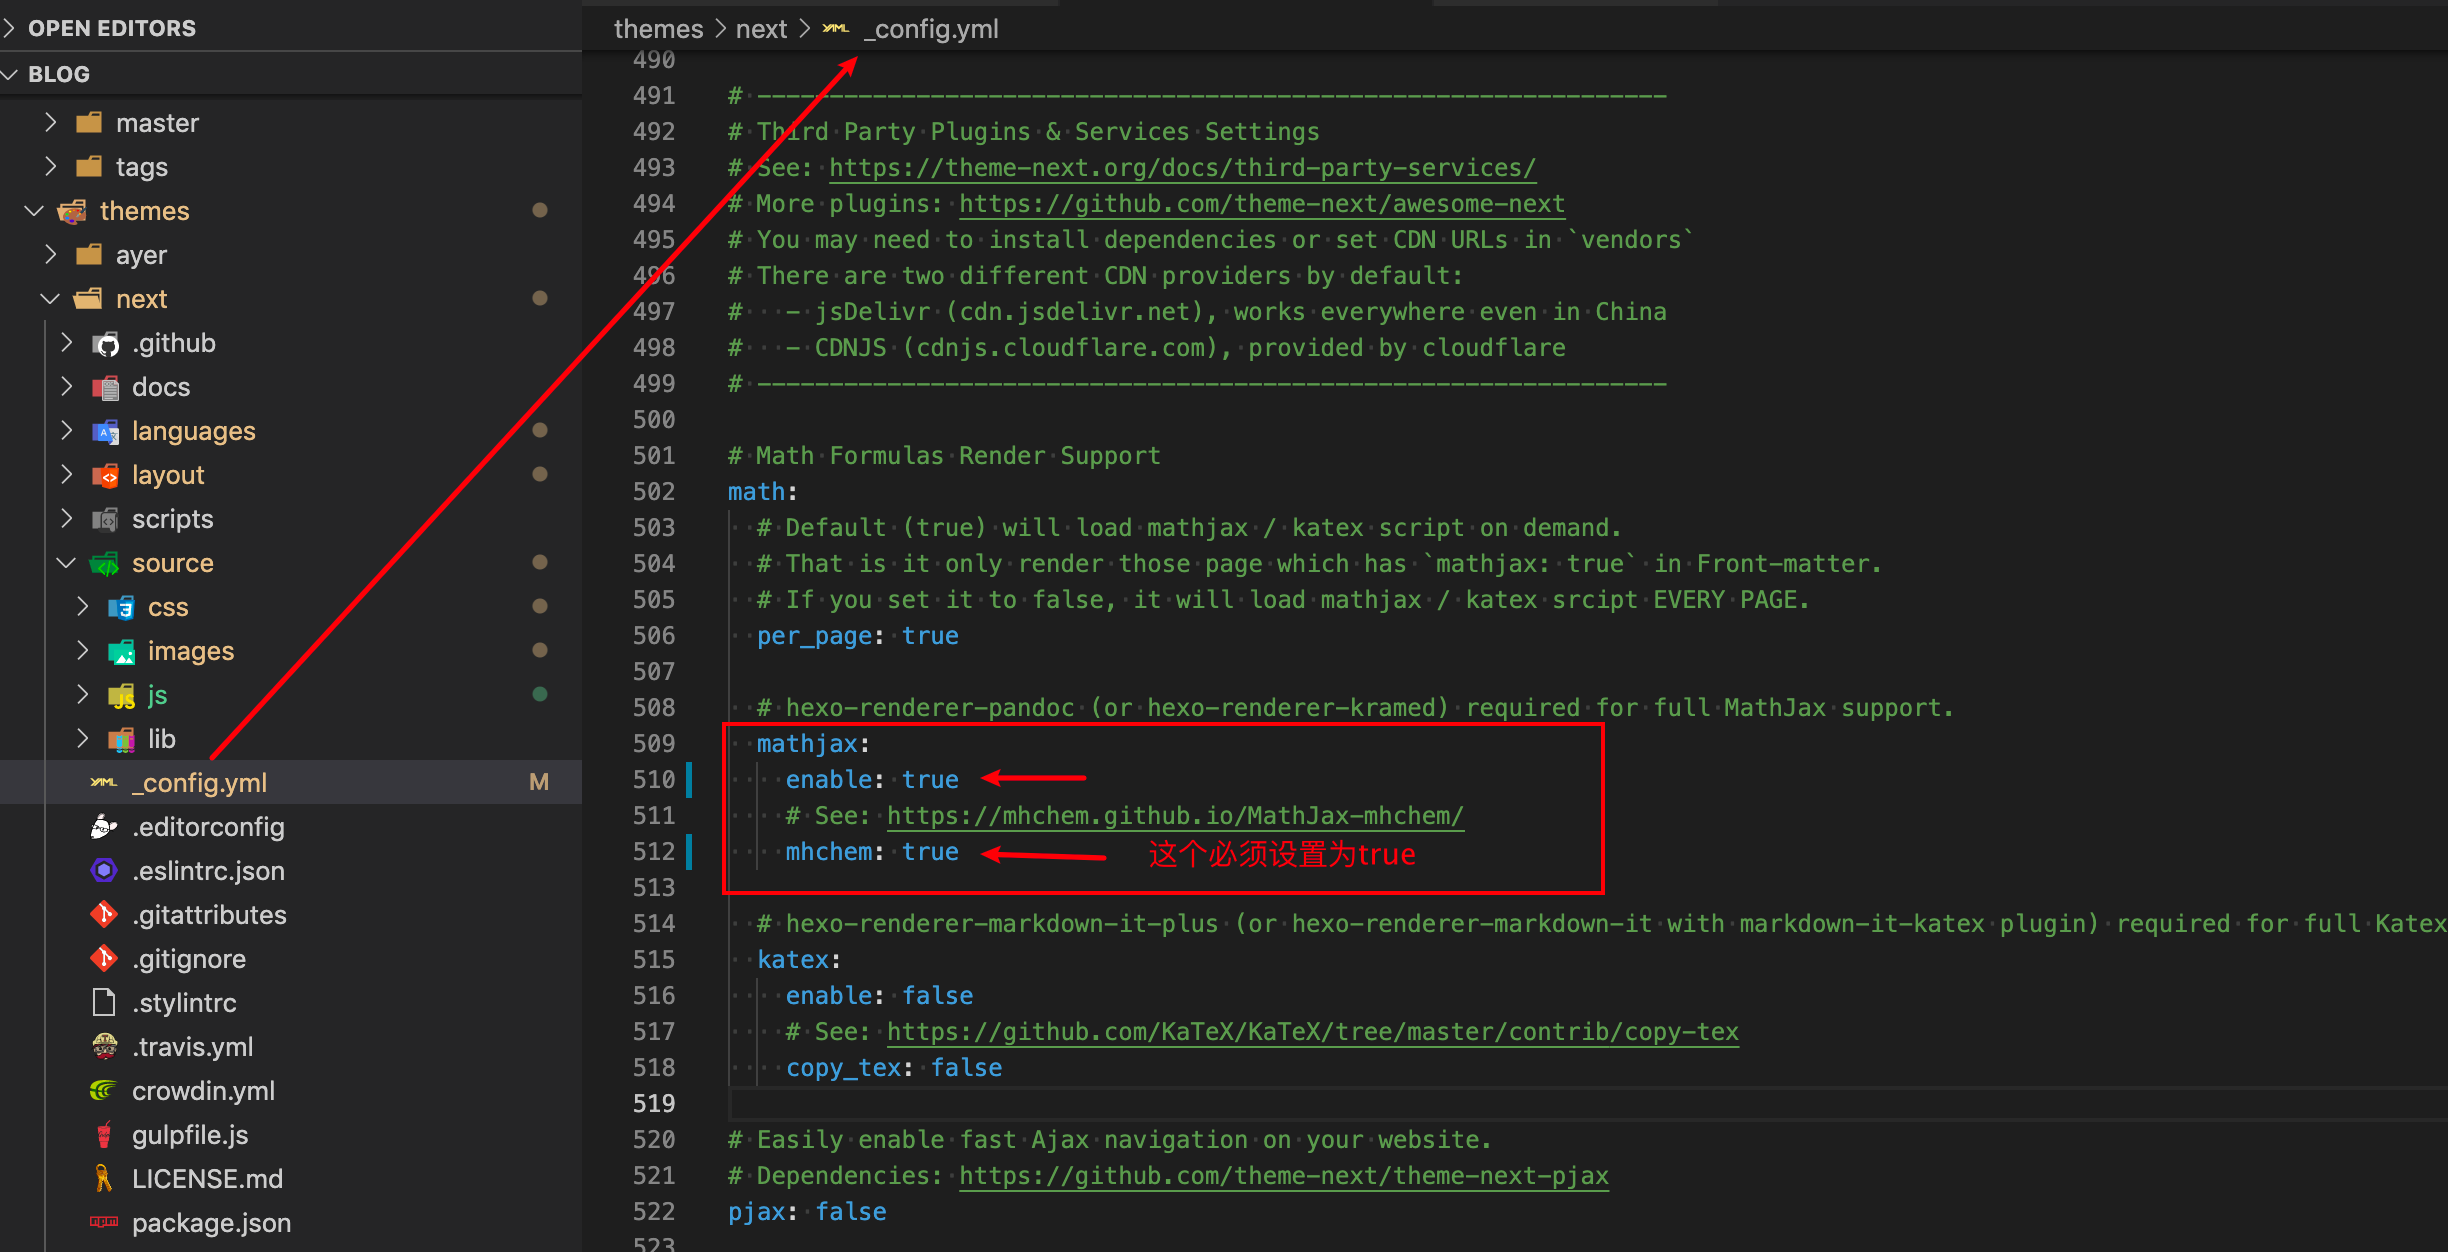 OPEN EDITORS
BLOG
master
tags
themes
ayer
next
.github
docs
languages
layout
scripts
source
css
images
js
lib
_config.yml M
.editorconfig
.eslintrc.json
.gitattributes
.gitignore
.stylintrc
.travis.yml
crowdin.yml
gulpfile.js
LICENSE.md
package.json
themes > next > _config.yml
490
491 # ---------------------------------------------------------------
492 # Third Party Plugins & Services Settings
493 # See: https://theme-next.org/docs/third-party-services/
494 # More plugins: https://github.com/theme-next/awesome-next
495 # You may need to install dependencies or set CDN URLs in `vendors`
496 # There are two different CDN providers by default:
497 #   - jsDelivr (cdn.jsdelivr.net), works everywhere even in China
498 #   - CDNJS (cdnjs.cloudflare.com), provided by cloudflare
499 # ---------------------------------------------------------------
500
501 # Math Formulas Render Support
502 math:
503   # Default (true) will load mathjax / katex script on demand.
504   # That is it only render those page which has `mathjax: true` in Front-matter.
505   # If you set it to false, it will load mathjax / katex srcipt EVERY PAGE.
506   per_page: true
507
508   # hexo-renderer-pandoc (or hexo-renderer-kramed) required for full MathJax support.
509   mathjax:
510     enable: true
511     # See: https://mhchem.github.io/MathJax-mhchem/
512     mhchem: true 这个必须设置为true
513
514   # hexo-renderer-markdown-it-plus (or hexo-renderer-markdown-it with markdown-it-katex plugin) required for full Katex
515   katex:
516     enable: false
517     # See: https://github.com/KaTeX/KaTeX/tree/master/contrib/copy-tex
518     copy_tex: false
519
520 # Easily enable fast Ajax navigation on your website.
521 # Dependencies: https://github.com/theme-next/theme-next-pjax
522 pjax: false
523